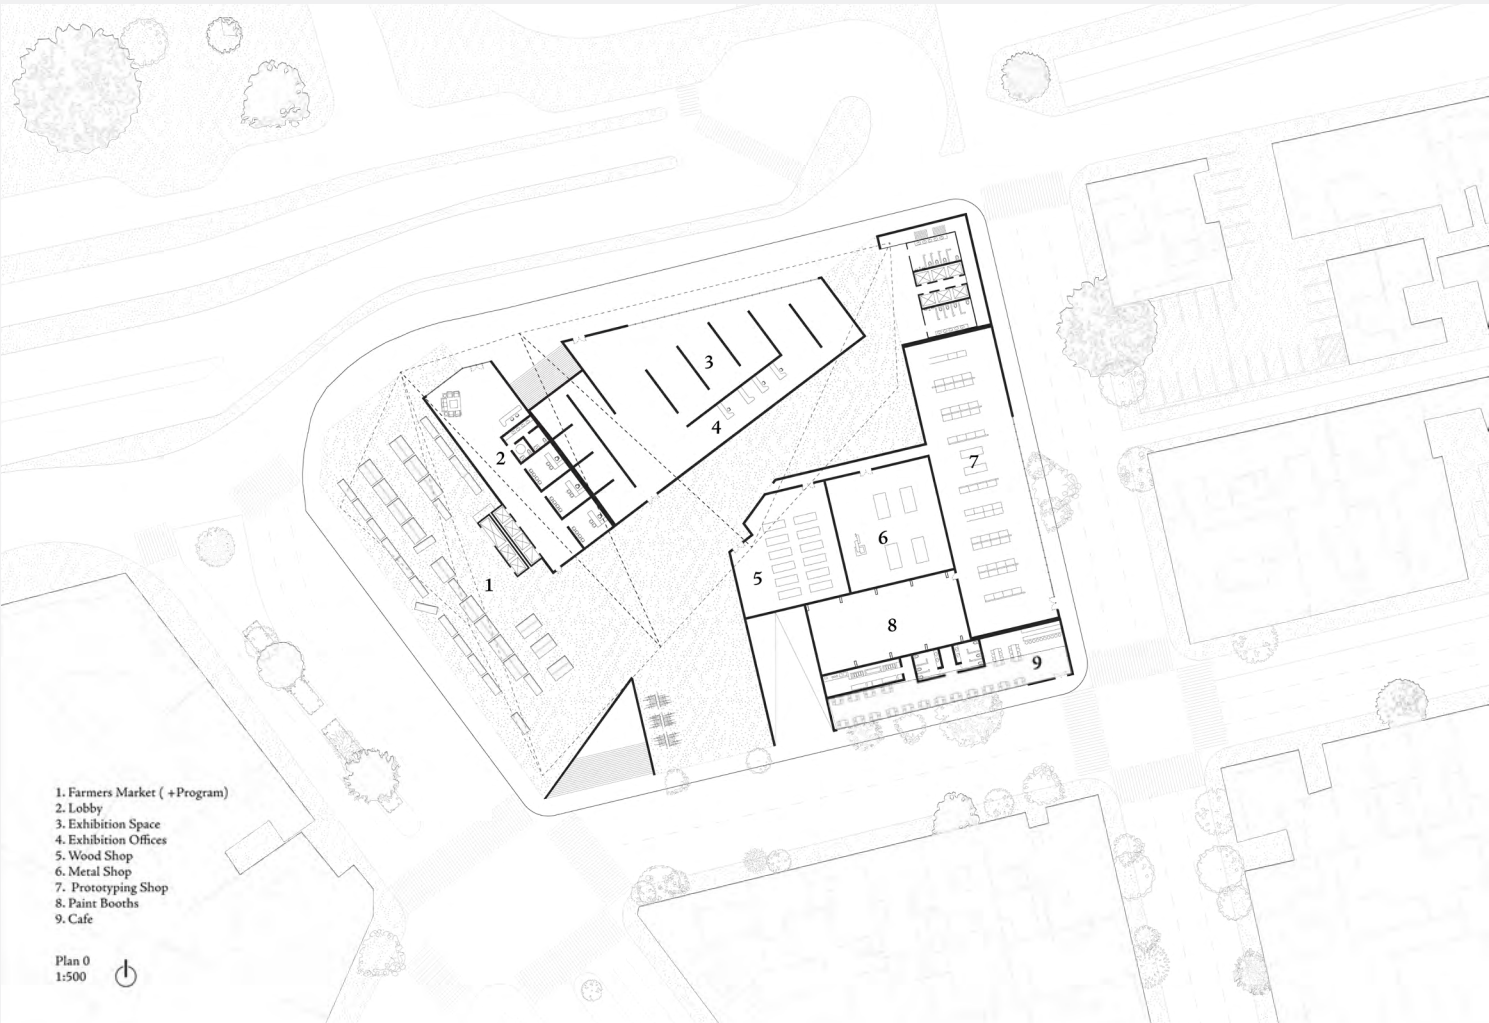 3
2
4
7
6
5
1
8
9
1. Farmers Market ( +Program)
2. Lobby
3. Exhibition Space
4. Exhibition Offices
5. Wood Shop
6. Metal Shop
7. Prototyping Shop
8. Paint Booths
9. Cafe
Plan 0
1:500